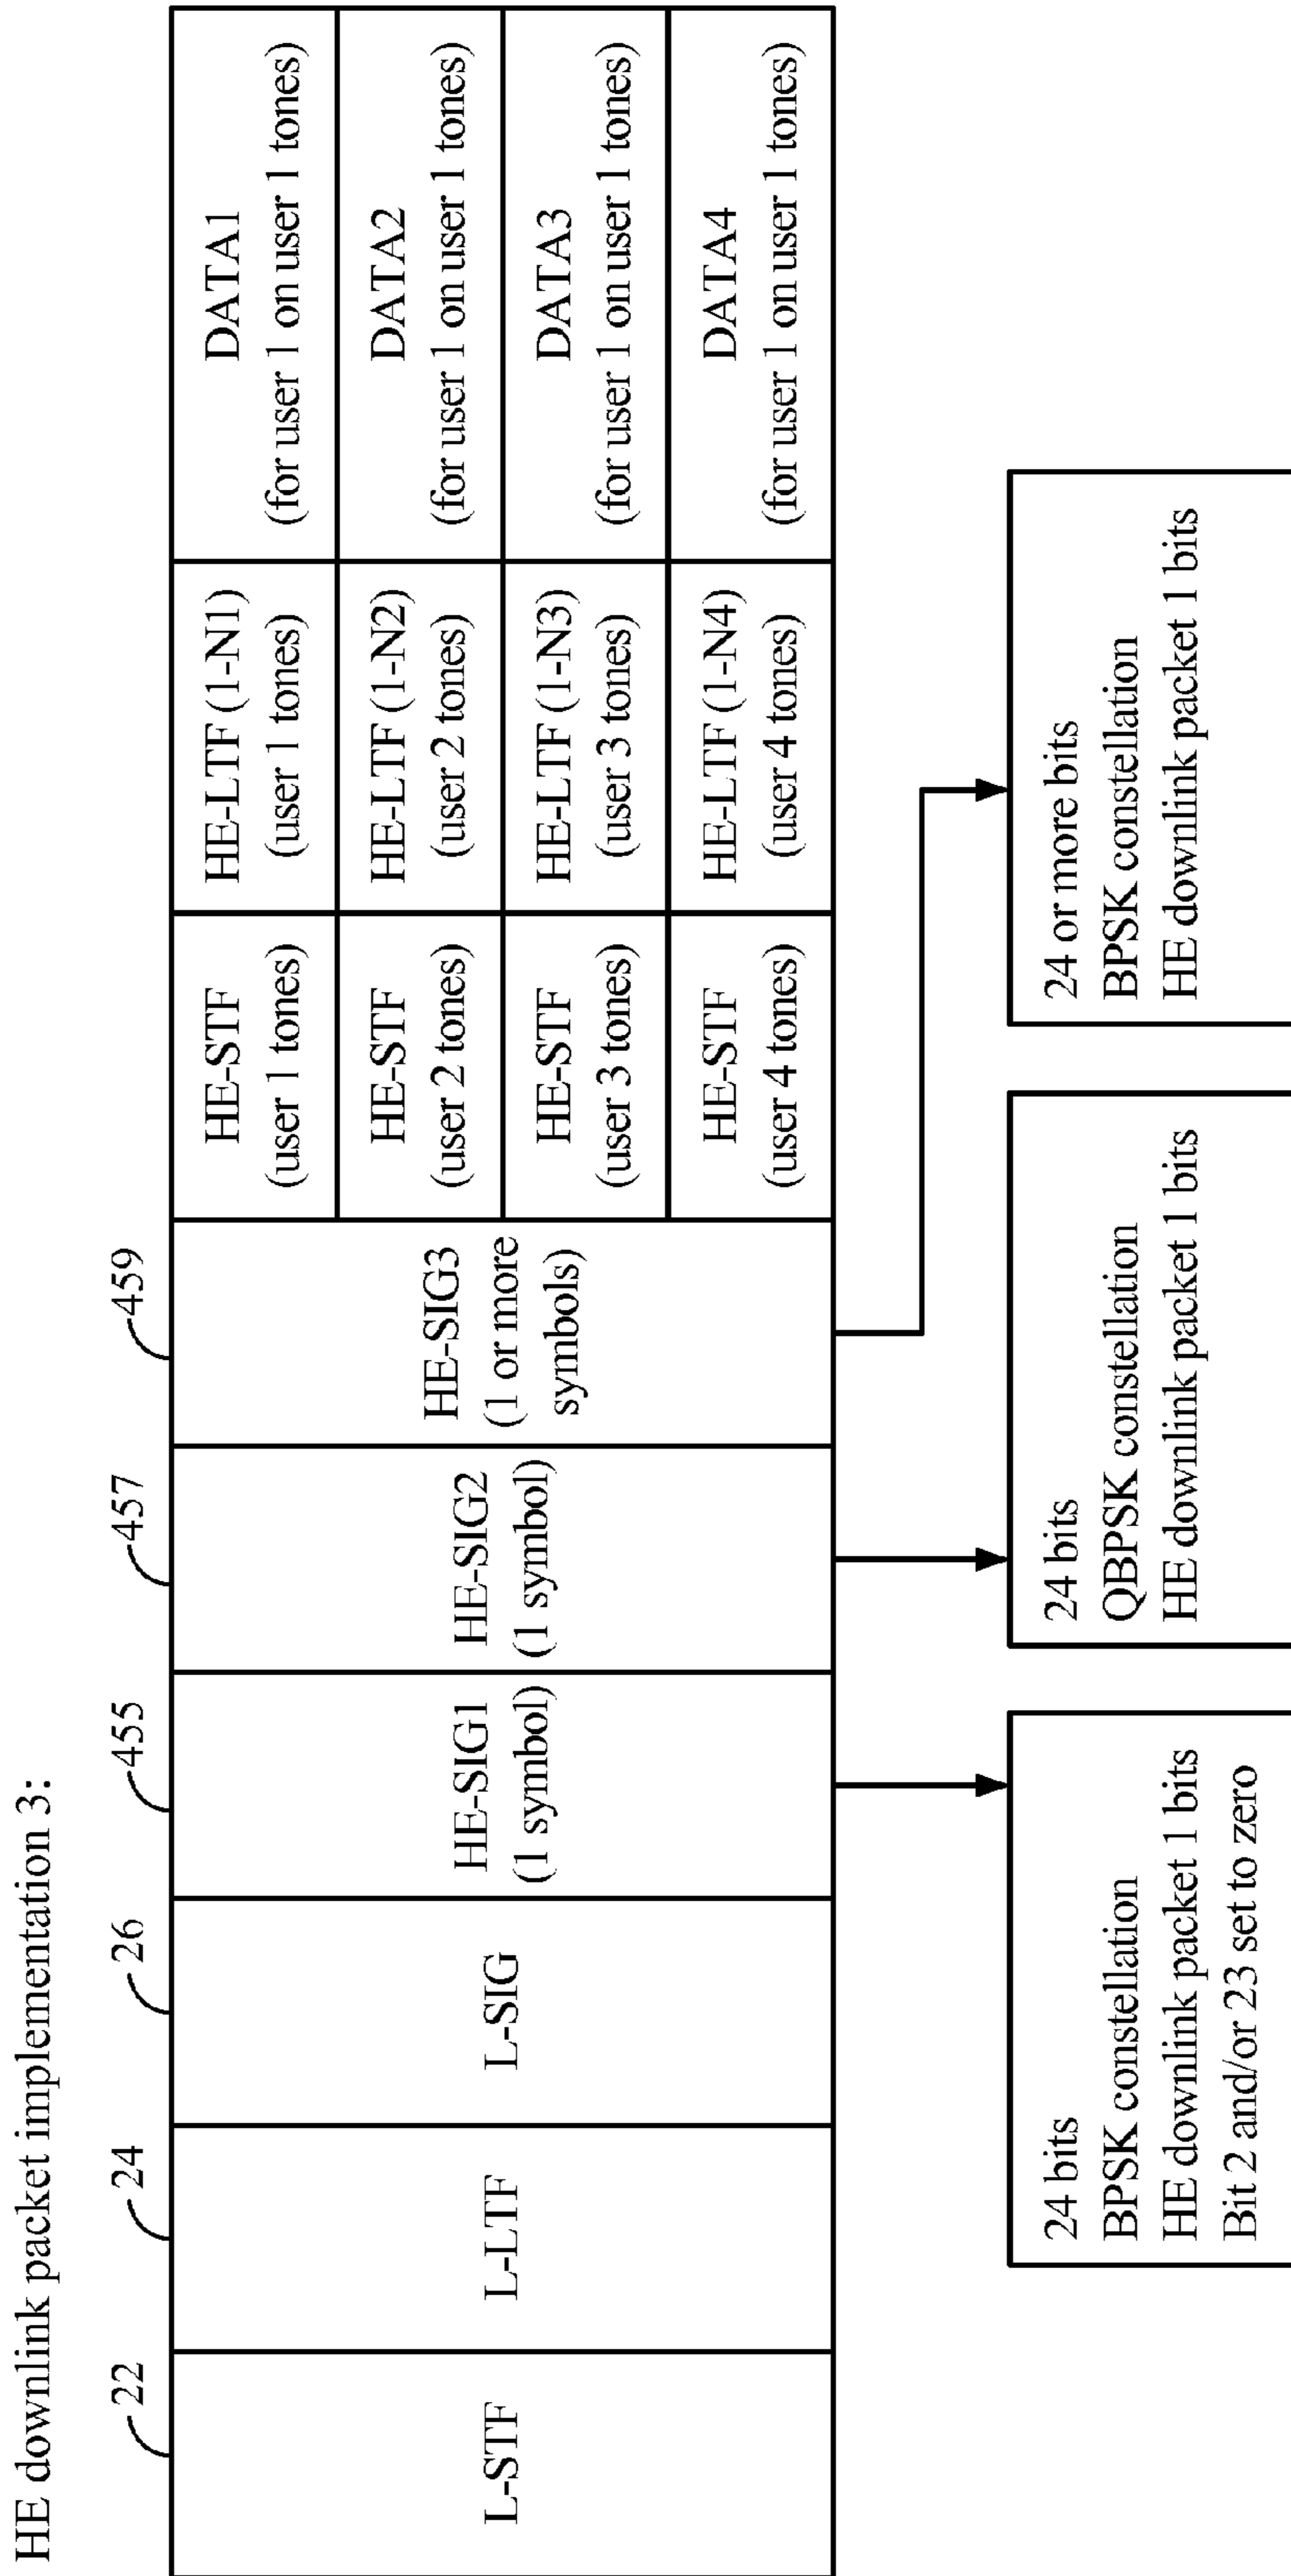 HE downlink packet implementation 3:
22
24
26
455
457
459
L-STF
L-LTF
L-SIG
HE-SIG1
(1 symbol)
HE-SIG2
(1 symbol)
HE-SIG3
(1 or more
symbols)
HE-STF
(user 1 tones)
HE-LTF (1-N1)
(user 1 tones)
DATA1
(for user 1 on user 1 tones)
HE-STF
(user 2 tones)
HE-LTF (1-N2)
(user 2 tones)
DATA2
(for user 1 on user 1 tones)
HE-STF
(user 3 tones)
HE-LTF (1-N3)
(user 3 tones)
DATA3
(for user 1 on user 1 tones)
HE-STF
(user 4 tones)
HE-LTF (1-N4)
(user 4 tones)
DATA4
(for user 1 on user 1 tones)
24 bits
BPSK constellation
HE downlink packet 1 bits
Bit 2 and/or 23 set to zero
24 bits
QBPSK constellation
HE downlink packet 1 bits
24 or more bits
BPSK constellation
HE downlink packet 1 bits